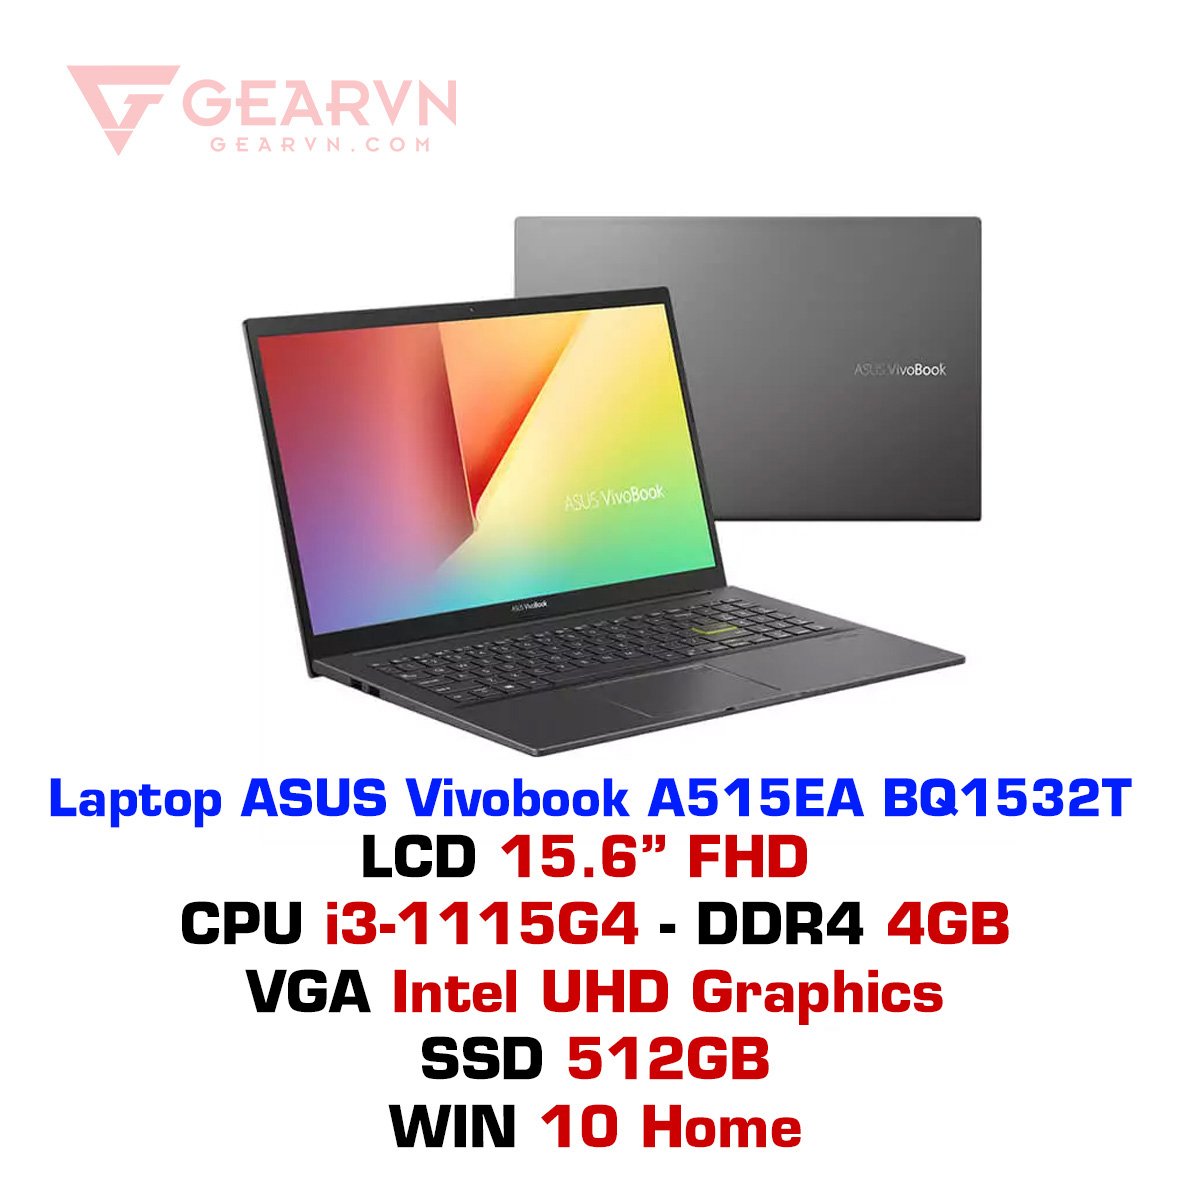 GEARVN
GEARVN.COM
ASUS VivoBook
ASUS VivoBook
ASUS VivoBook
Laptop ASUS Vivobook A515EA BQ1532T
LCD 15.6” FHD
CPU i3-1115G4 - DDR4 4GB
VGA Intel UHD Graphics
SSD 512GB
WIN 10 Home